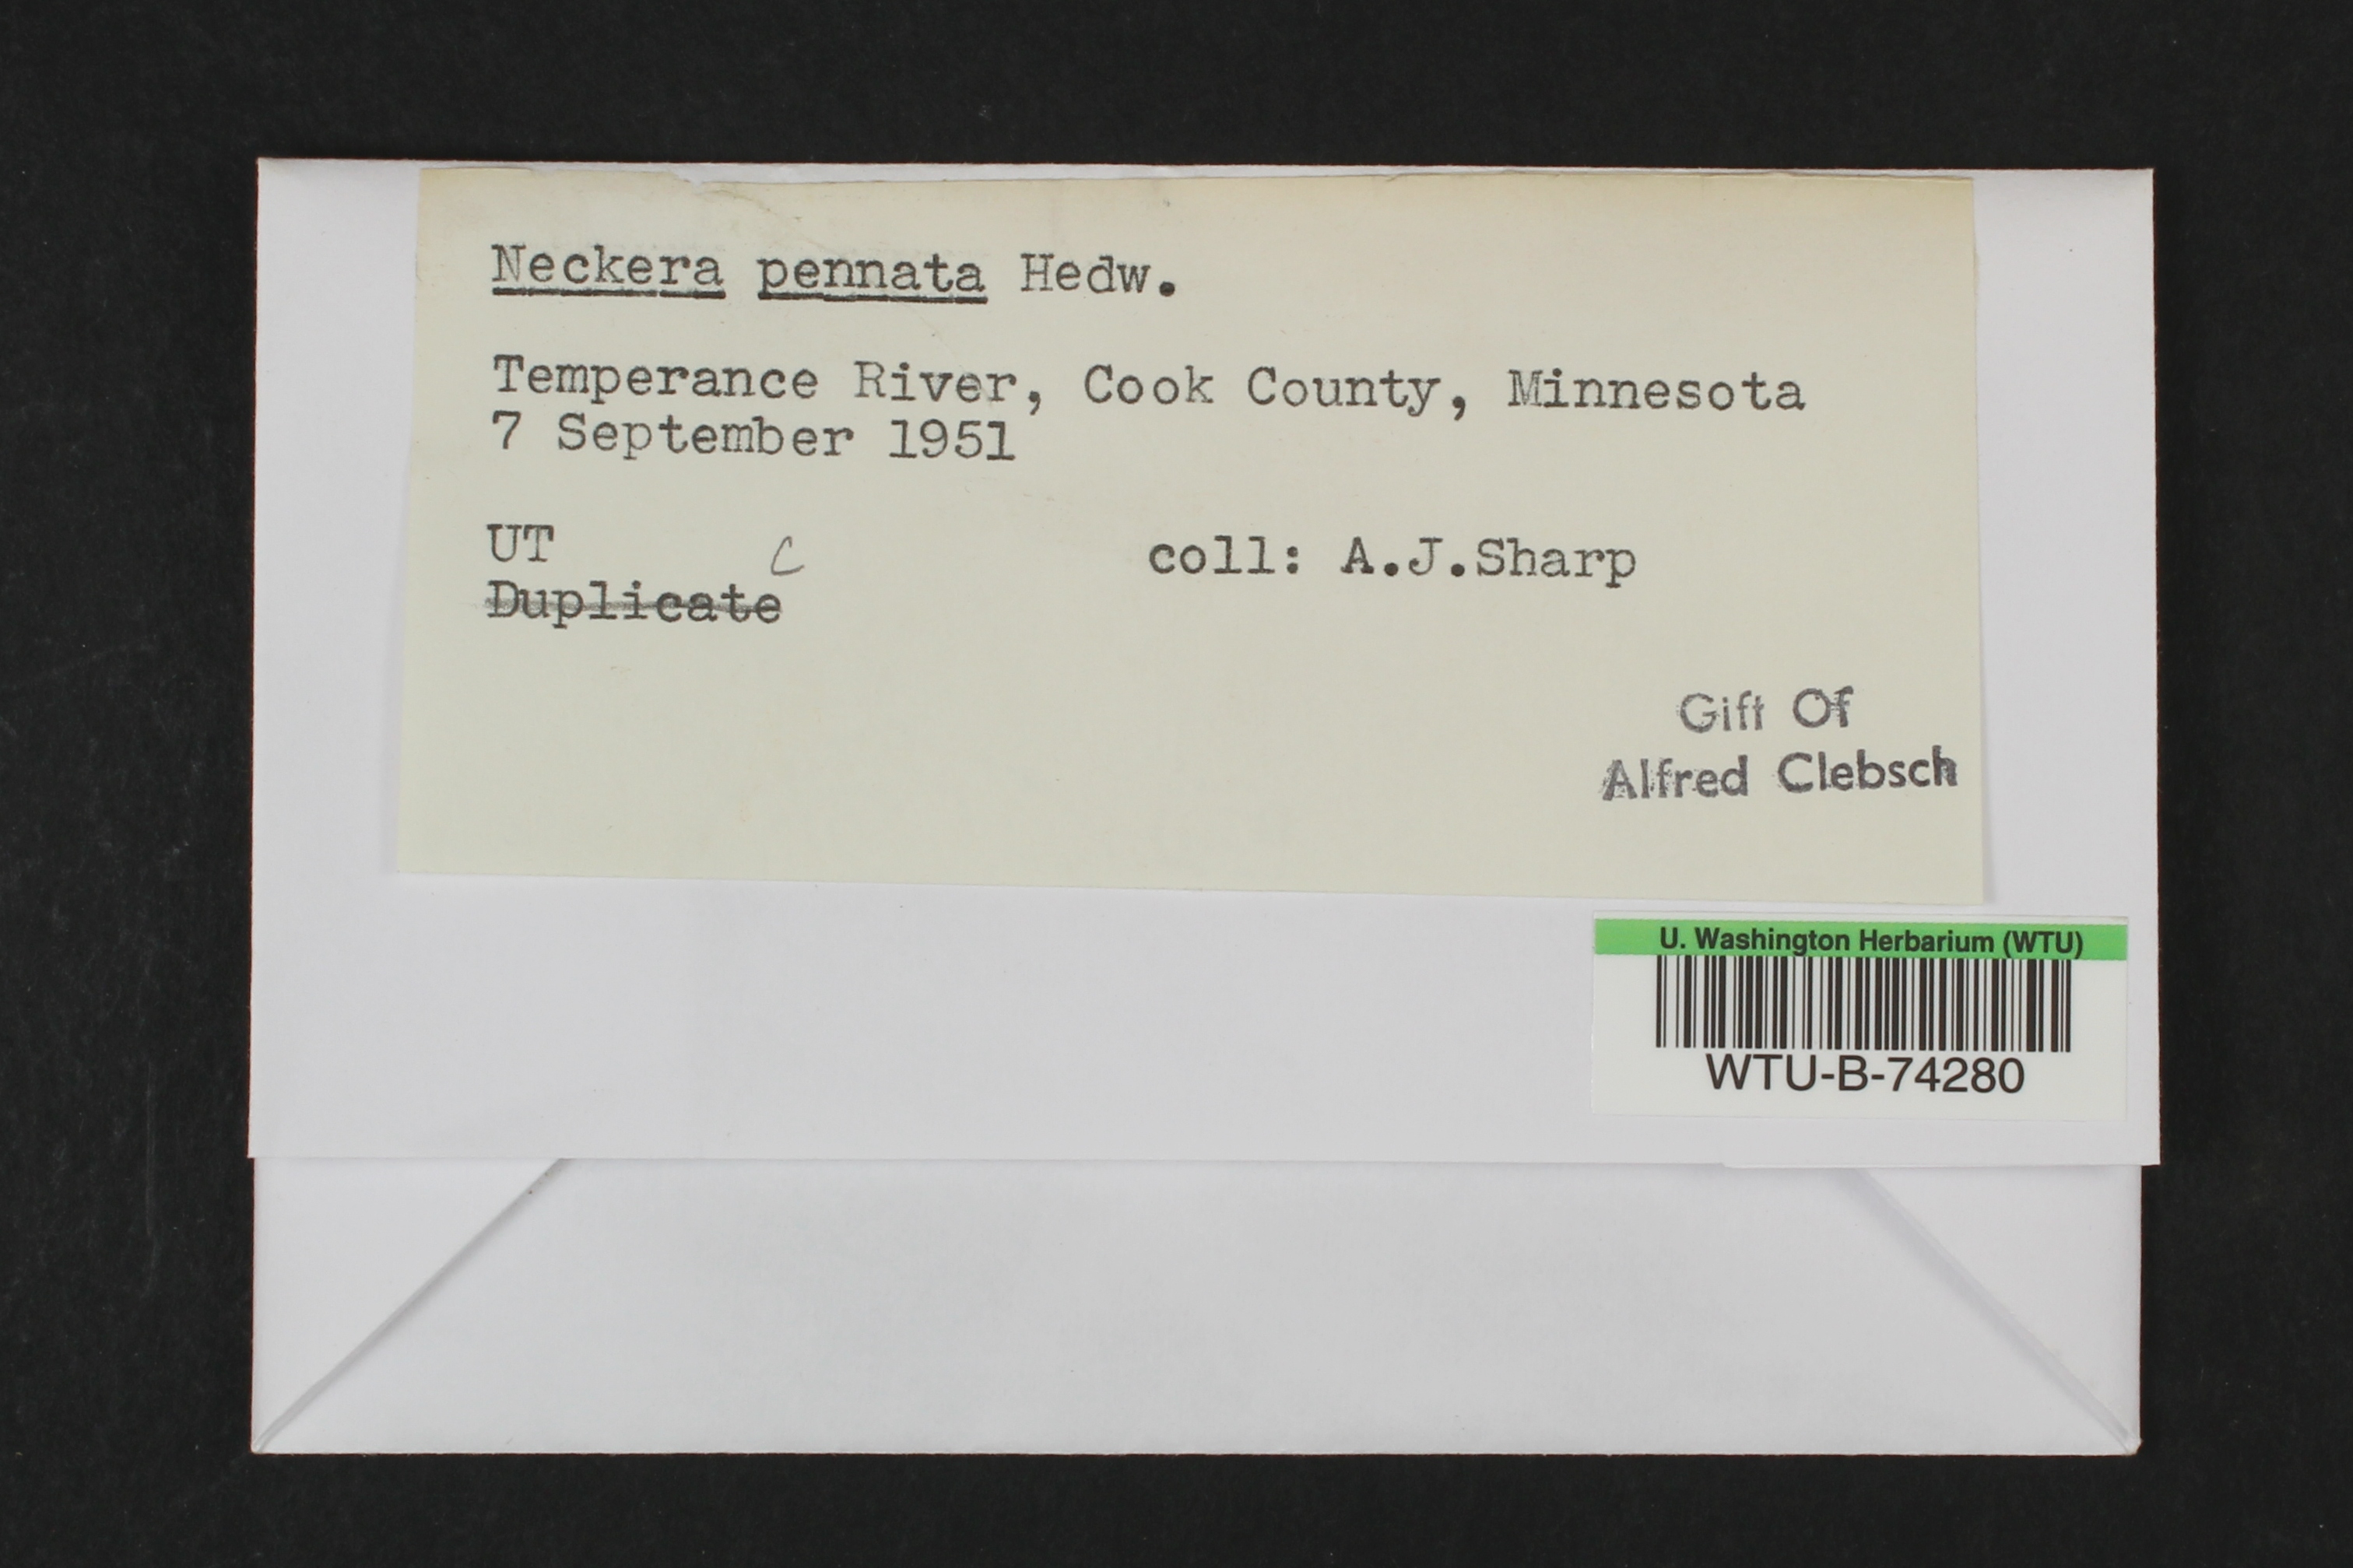 Neckera pennata Hedw.
Temperance River, Cook County, Minnesota
7 September 1951
UT C coll: A.J.Sharp
Duplicate
Gift Of
Alfred Clebsch
U. Washington Herbarium (WTU)
WTU-B-74280